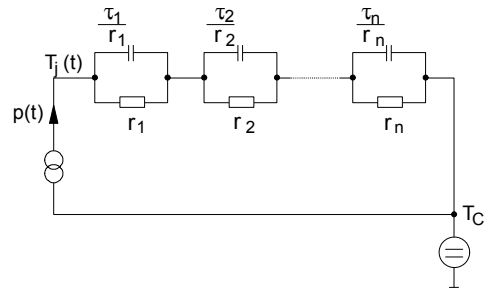 τ1 τ2 τn
r1 r2 rn
Tj (t)
r1 r2 rn
p(t)
TC